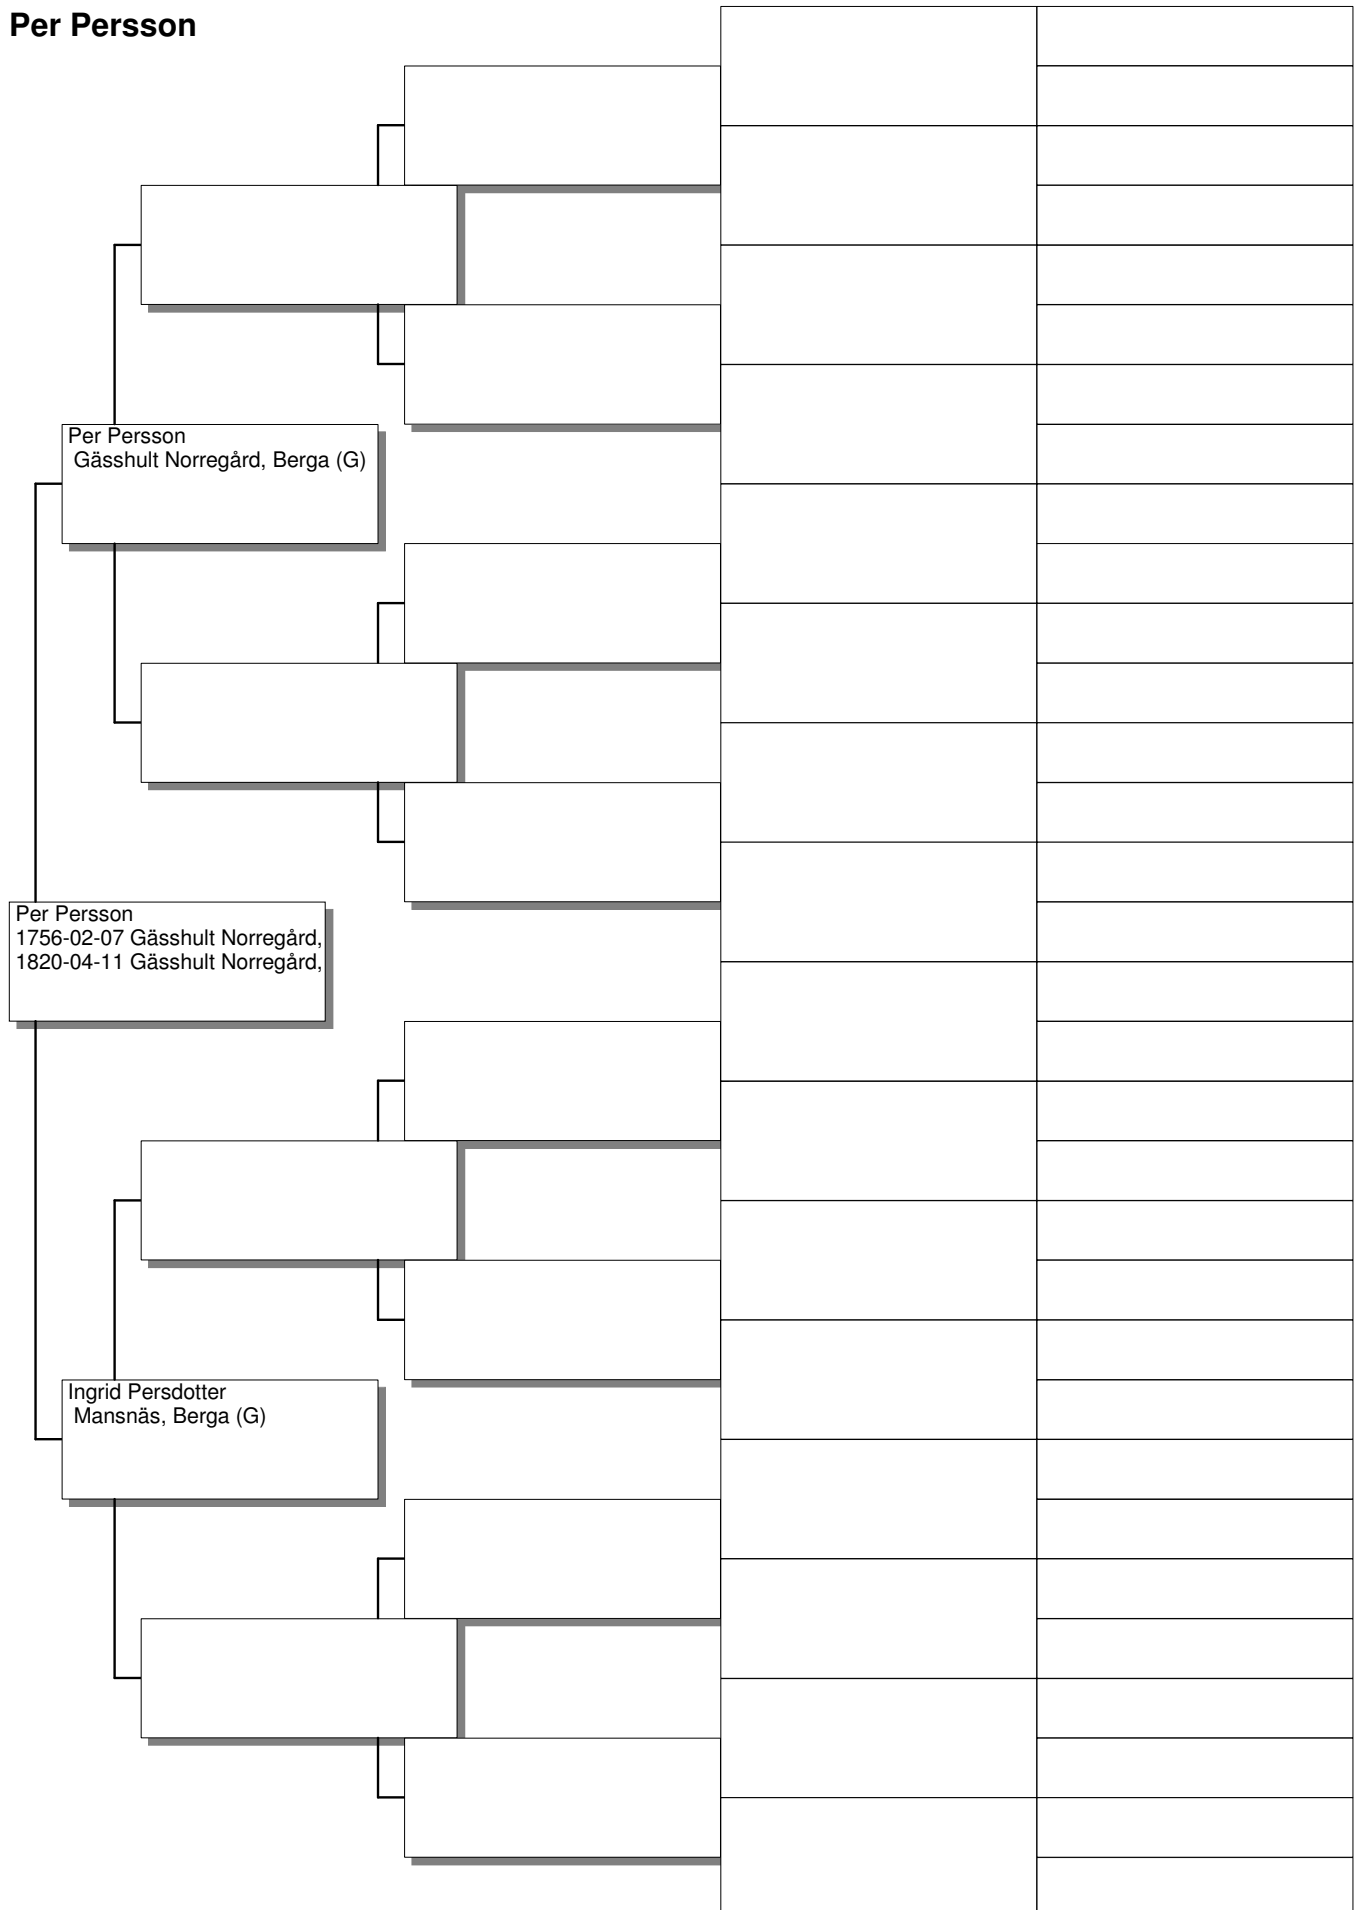 Per Persson
Per Persson
Gässhult Norregård, Berga (G)
Per Persson
1756-02-07 Gässhult Norregård,
1820-04-11 Gässhult Norregård,
Ingrid Persdotter
Mansnäs, Berga (G)